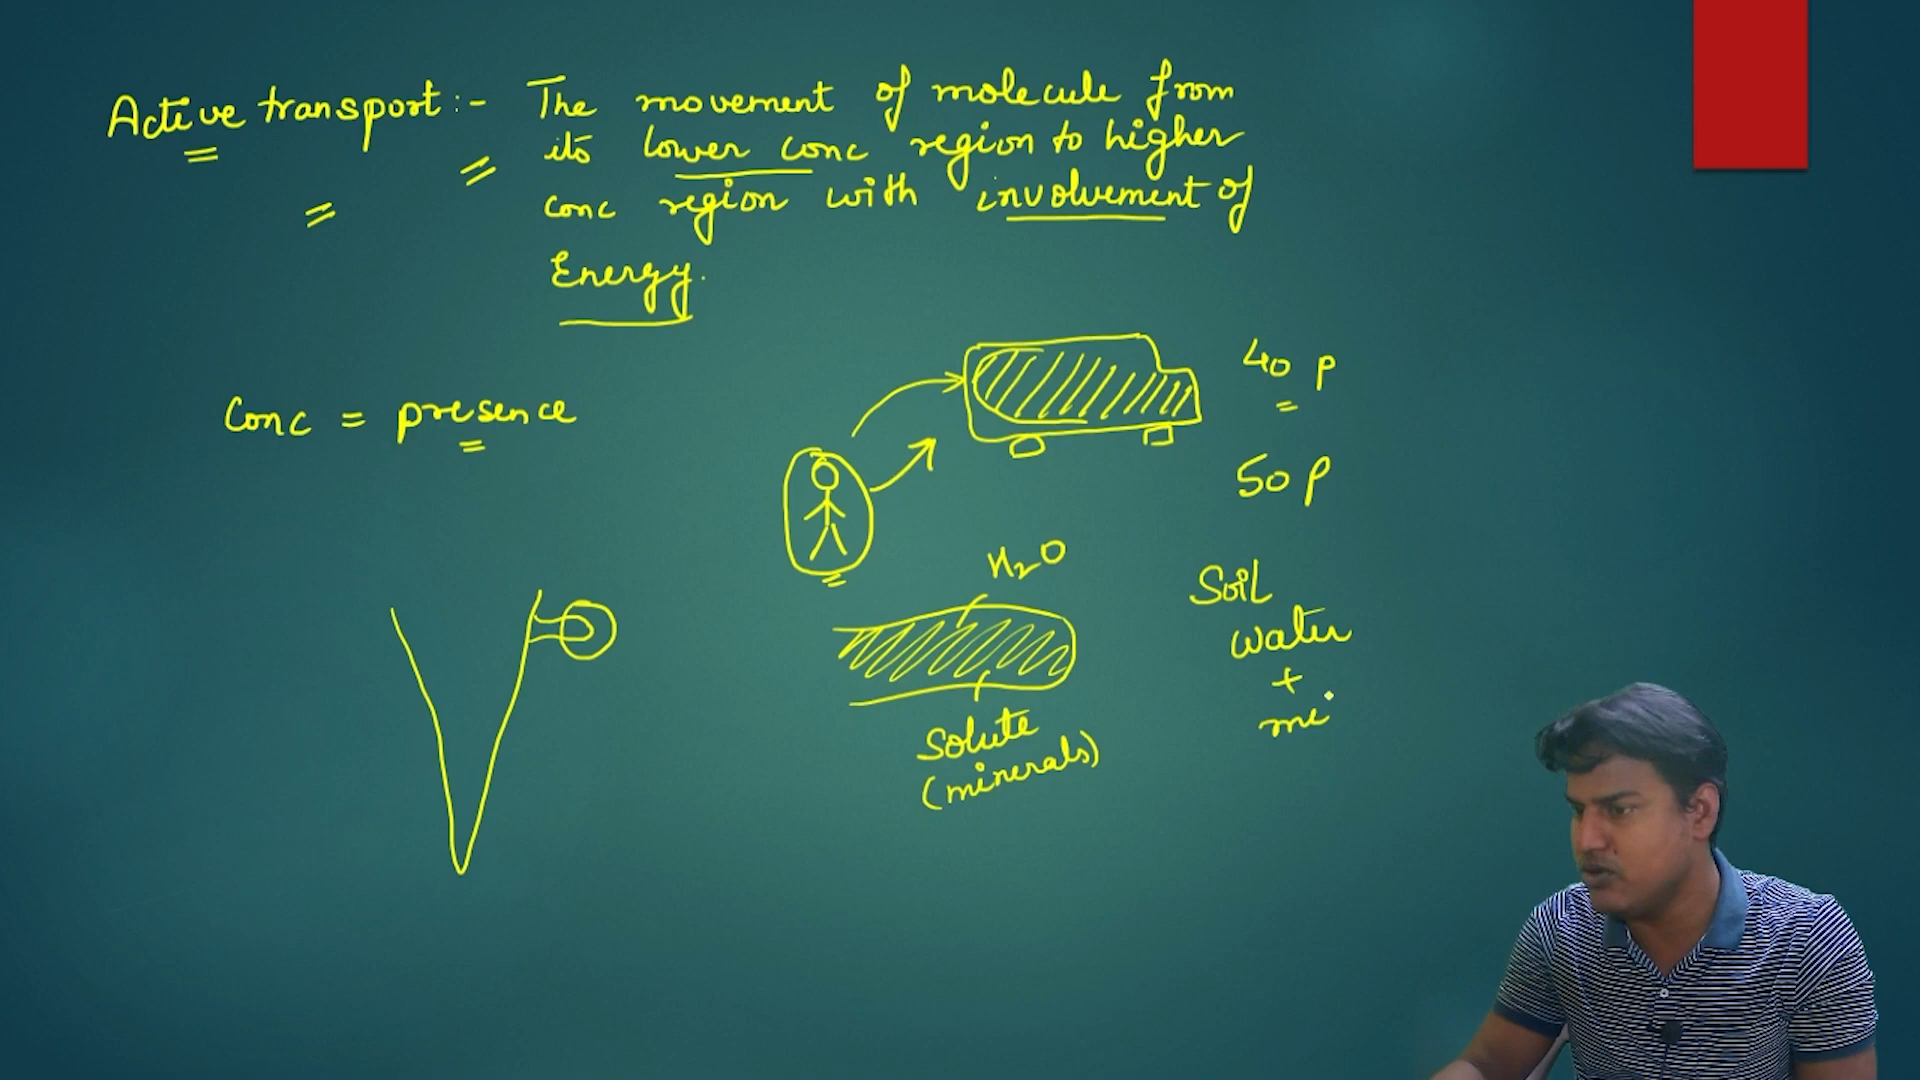 Active transport :- The movement of molecule from
its lower conc region to higher
conc region with involvement of
Energy.
Conc = presence
40 P
50 P
H2O
Solute
(minerals)
Soil
water
+
mi